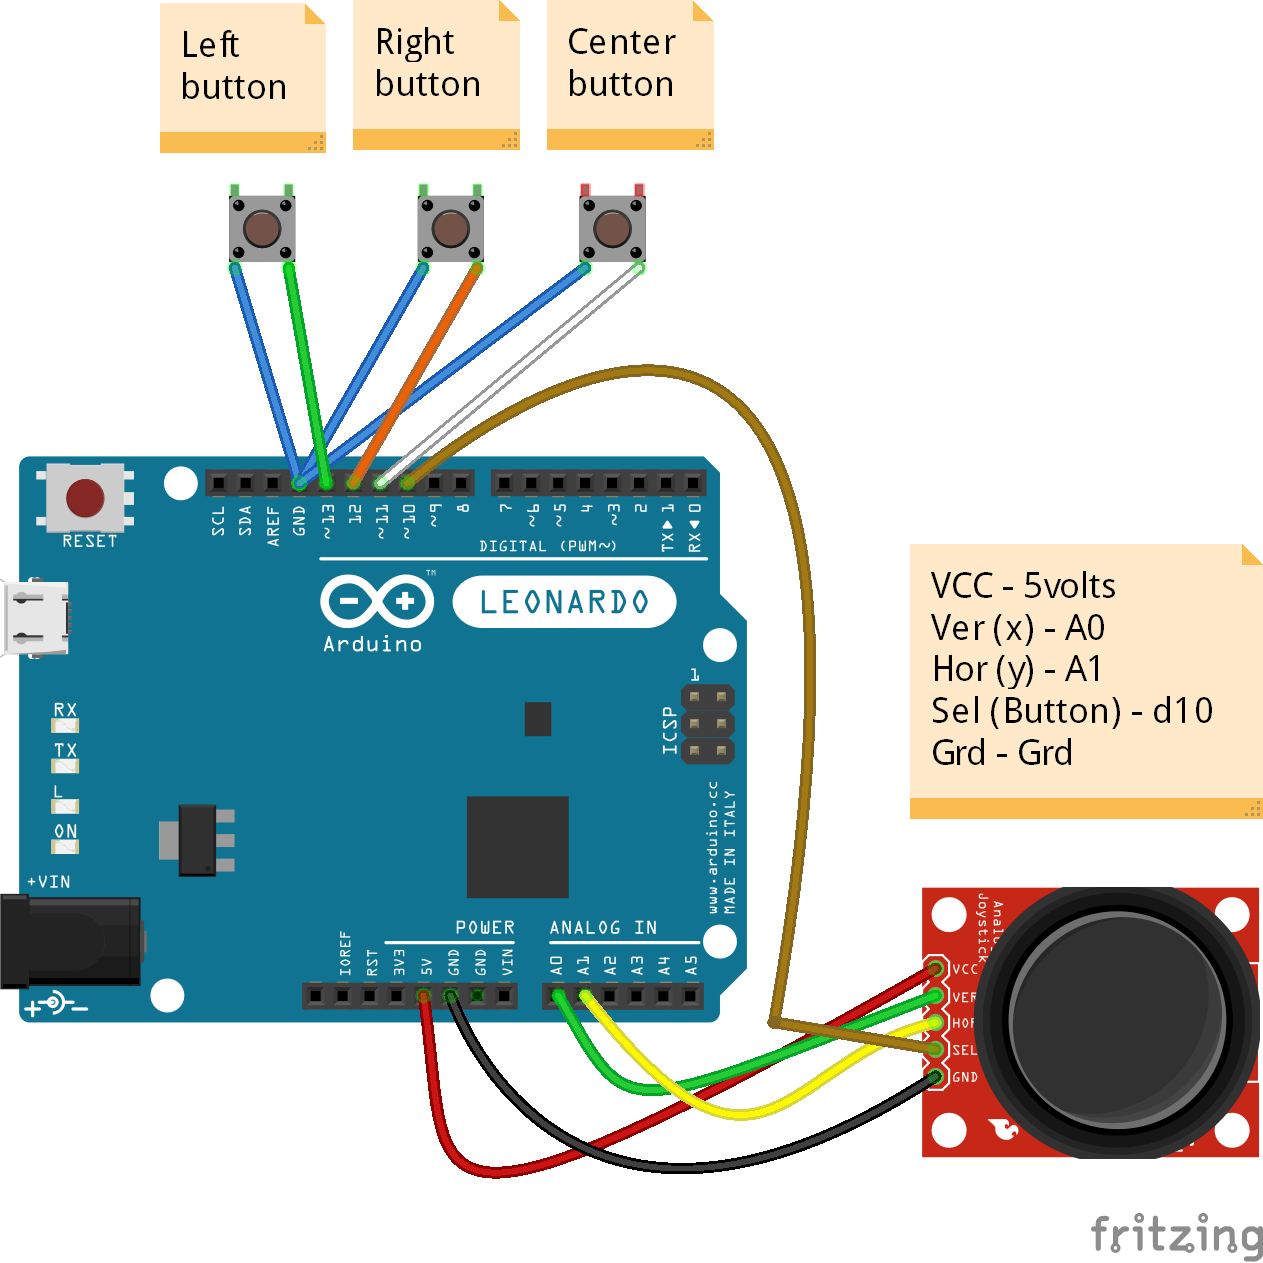 Left
button
Right
button
Center
button
RESET
SCL
SDA
AREF
GND
~13
12
~11
~10
~9
8
7
~6
~5
4
~3
2
TX▶1
RX◀0
DIGITAL (PWM~)
TM
LEONARDO
Arduino
1
ICSP
RX
TX
L
ON
+VIN
www.arduino.cc
MADE IN ITALY
POWER
ANALOG IN
IOREF
RST
3V3
5V
GND
GND
VIN
A0
A1
A2
A3
A4
A5
VCC - 5volts
Ver (x) - A0
Hor (y) - A1
Sel (Button) - d10
Grd - Grd
Joystick
VCC
VER
SEL
GND
fritzing